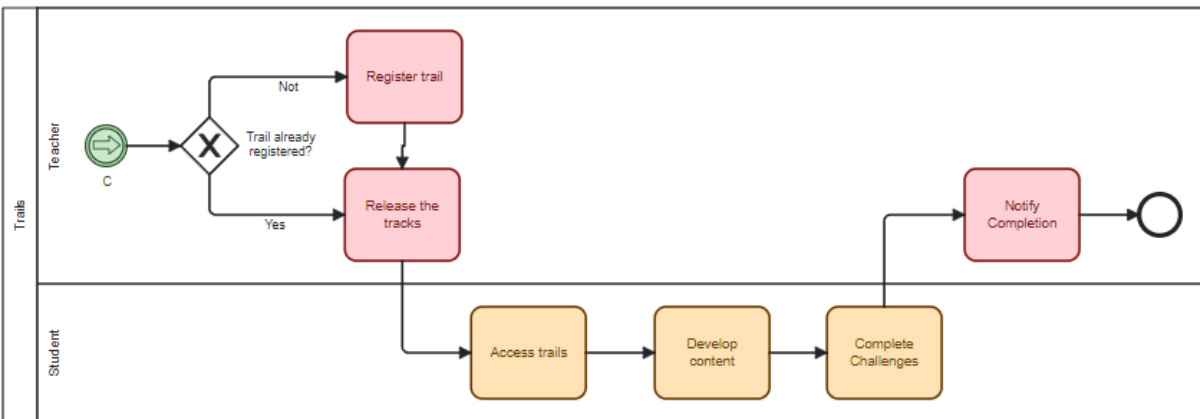 Trails
Teacher
C
Trail already
registered?
Not
Yes
Register trail
Release the
tracks
Notify
Completion
Student
Access trails
Develop
content
Complete
Challenges